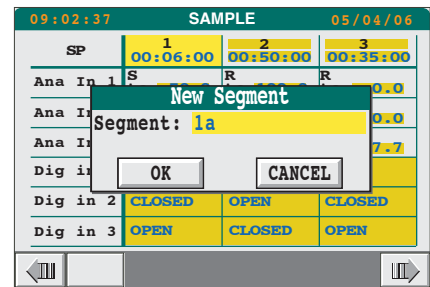 09:02:37 SAMPLE 05/04/06
SP 1 2 3
00:06:00 00:50:00 00:35:00
Ana In 1 S R R
0.0
New Segment
Ana In 0.0
Segment: 1a
Ana In 7.7
Dig in OK CANCEL
Dig in 2 CLOSED OPEN CLOSED
Dig in 3 OPEN CLOSED OPEN